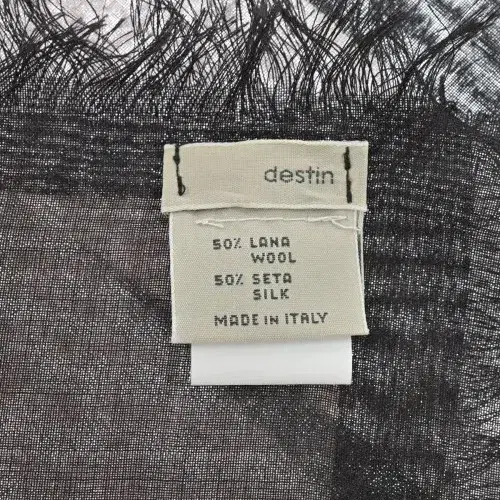 destin
50% LANA
WOOL
50% SETA
SILK
MADE IN ITALY